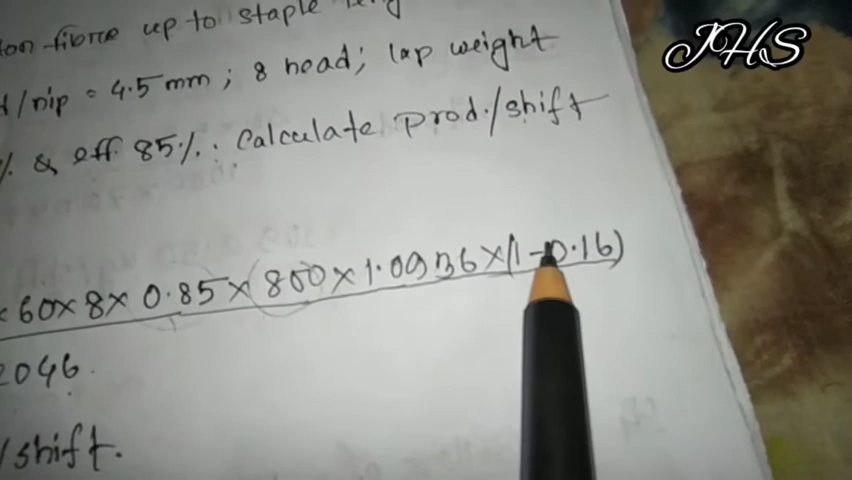 JHS
fibre up to staple
/nip = 4.5 mm ; 8 head ; lap weight
% & eff. 85%. Calculate Prod./shift
60 x 8 x 0.85 x (800 x 1.0936 x (1-0.16)
2046.
/shift.